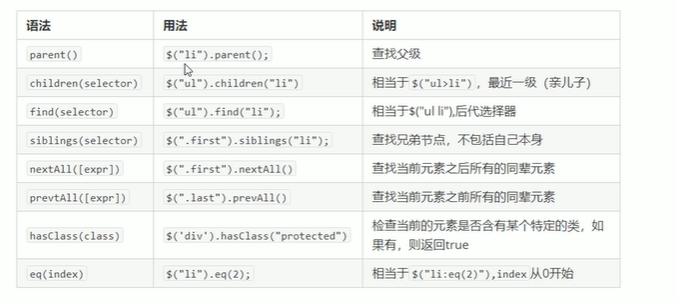 语法 用法 说明
parent() $("li").parent(); 查找父级
children(selector) $("ul").children("li") 相当于$("ul>li")，最近一级（亲儿子）
find(selector) $("ul").find("li"); 相当于$("ul li"),后代选择器
siblings(selector) $(".first").siblings("li"); 查找兄弟节点，不包括自己本身
nextAll([expr]) $(".first").nextAll() 查找当前元素之后所有的同辈元素
prevtAll([expr]) $(".last").prevAll() 查找当前元素之前所有的同辈元素
hasClass(class) $('div').hasClass("protected") 检查当前的元素是否含有某个特定的类，如
果有，则返回true
eq(index) $("li").eq(2); 相当于$("li:eq(2)"),index从0开始